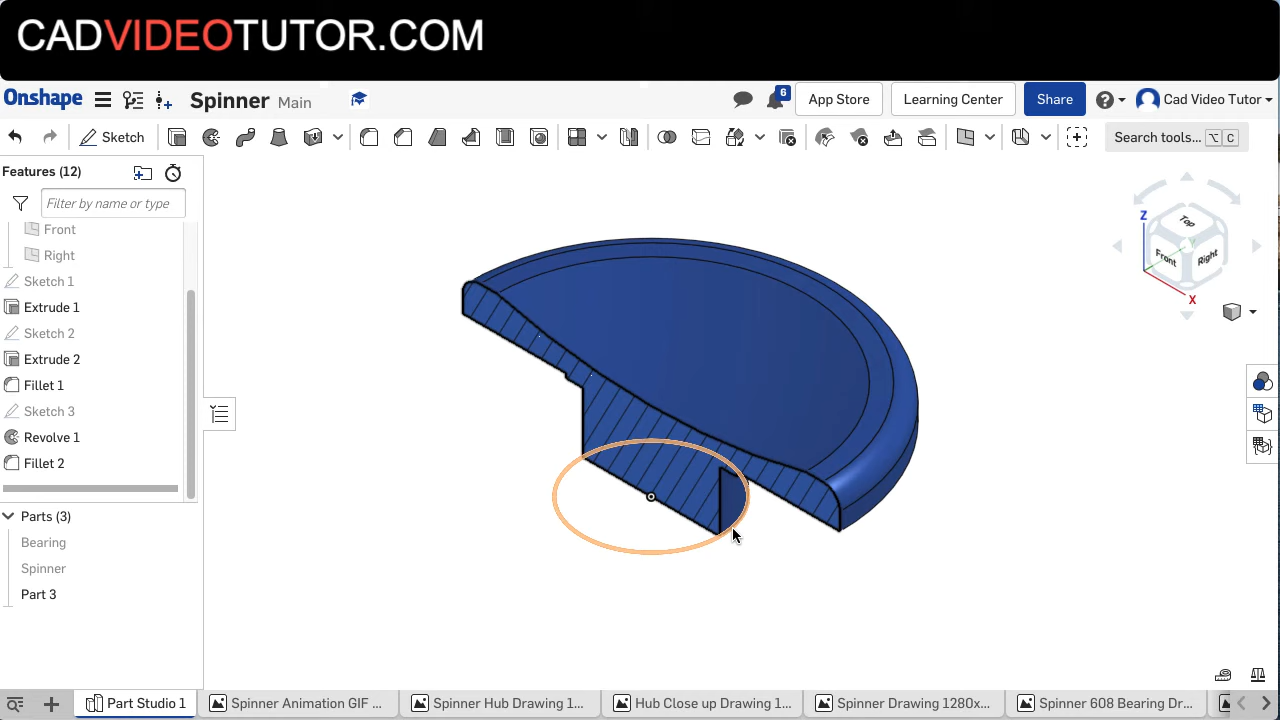 CADVIDEOTUTOR.COM
Onshape Spinner Main 6 App Store Learning Center Share Cad Video Tutor
Sketch Search tools... ⌥ C
Features (12)
Filter by name or type
Front
Right
Sketch 1
Extrude 1
Sketch 2
Extrude 2
Fillet 1
Sketch 3
Revolve 1
Fillet 2
Parts (3)
Bearing
Spinner
Part 3
Z
Top
Y
Front
Right
X
Part Studio 1 Spinner Animation GIF ... Spinner Hub Drawing 1... Hub Close up Drawing 1... Spinner Drawing 1280x... Spinner 608 Bearing Dr...